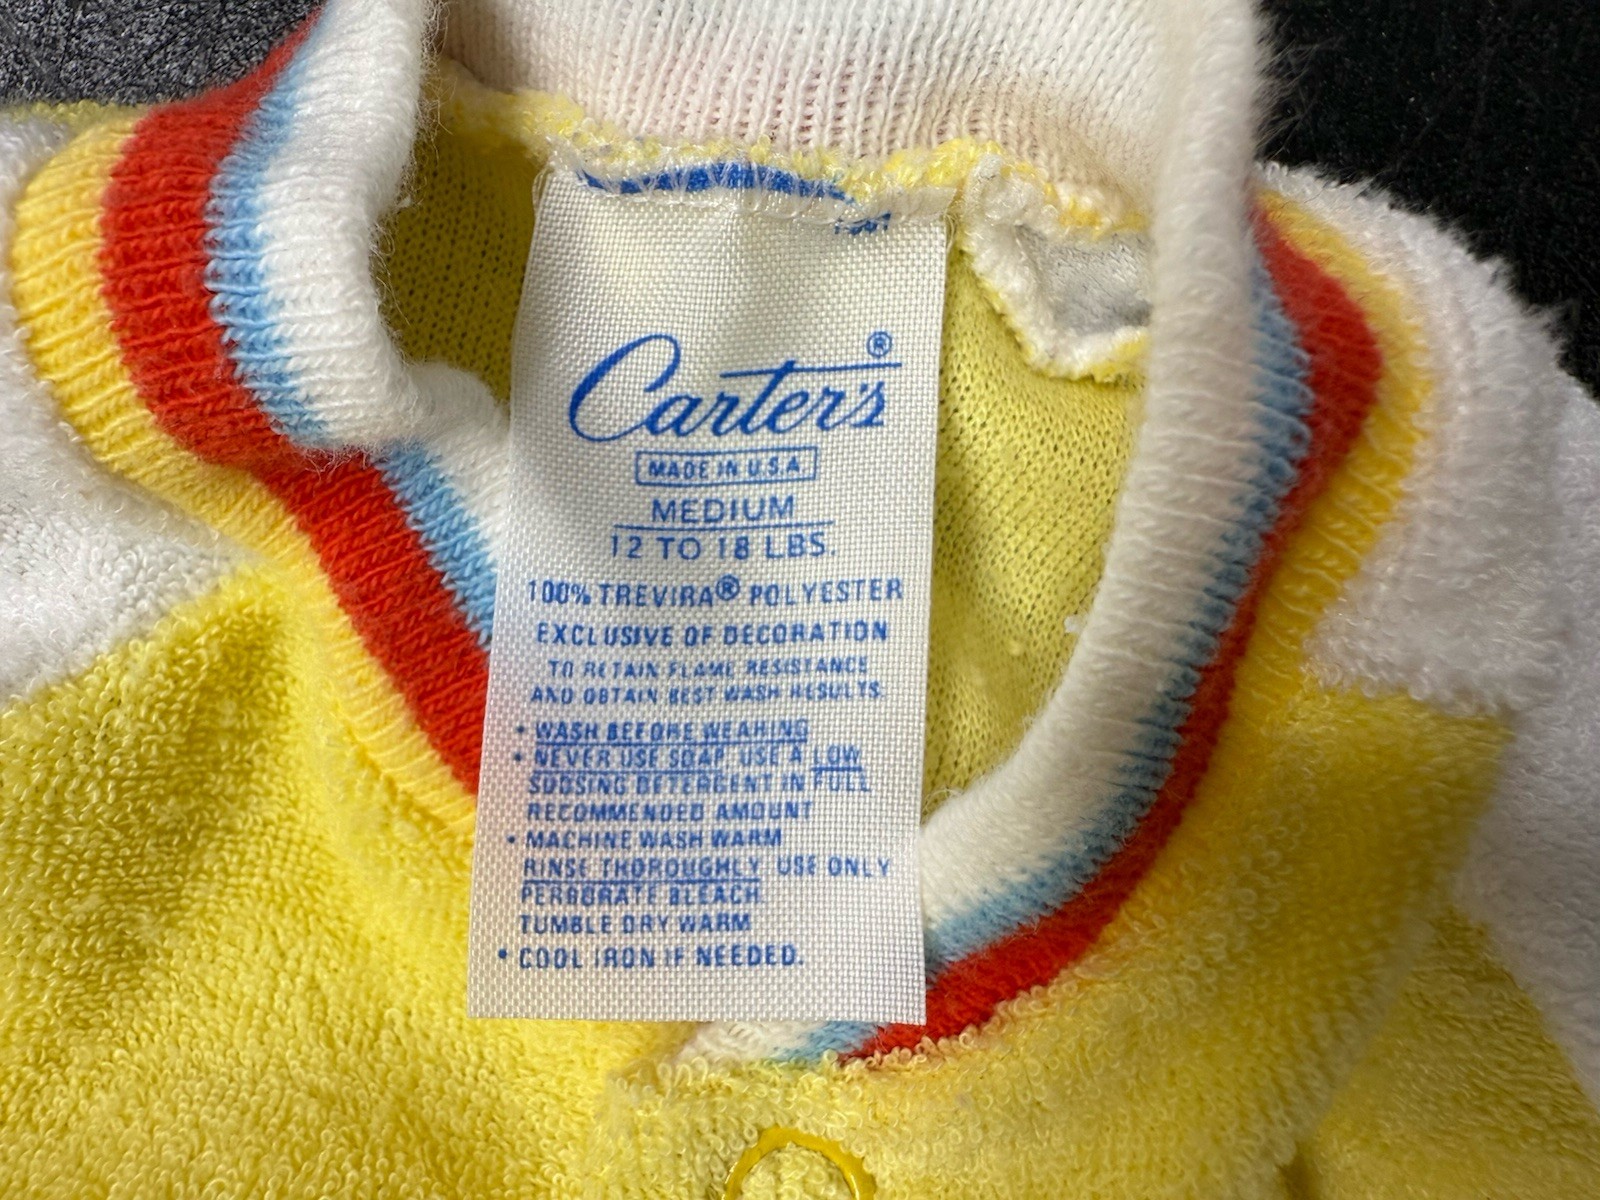 Carter's®
MADE IN U.S.A.
MEDIUM
12 TO 18 LBS.
100% TREVIRA® POLYESTER
EXCLUSIVE OF DECORATION
TO RETAIN FLAME RESISTANCE
AND OBTAIN BEST WASH RESULTS.
• WASH BEFORE WEARING
• NEVER USE SOAP. USE A LOW
SUDSING DETERGENT IN FULL
RECOMMENDED AMOUNT
• MACHINE WASH WARM
RINSE THOROUGHLY USE ONLY
PERBORATE BLEACH.
TUMBLE DRY WARM
• COOL IRON IF NEEDED.